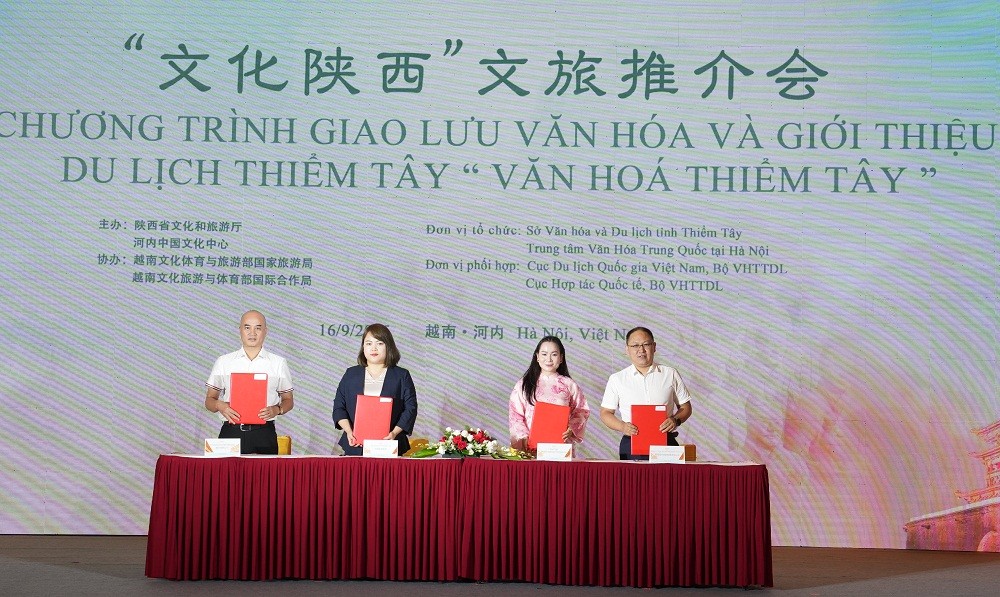 “文化陕西”文旅推介会
CHƯƠNG TRÌNH GIAO LƯU VĂN HÓA VÀ GIỚI THIỆU
DU LỊCH THIỂM TÂY “ VĂN HOÁ THIỂM TÂY ”
主办：陕西省文化和旅游厅
河内中国文化中心
协办：越南文化体育与旅游部国家旅游局
越南文化旅游与体育部国际合作局
Đơn vị tổ chức: Sở Văn hóa và Du lịch tỉnh Thiểm Tây
Trung tâm Văn Hóa Trung Quốc tại Hà Nội
Đơn vị phối hợp: Cục Du lịch Quốc gia Việt Nam, Bộ VHTTDL
Cục Hợp tác Quốc tế, Bộ VHTTDL
16/9/ 越南·河内 Hà Nội, Việt